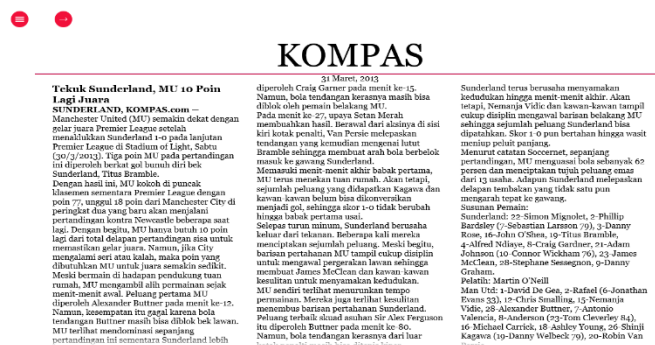 KOMPAS
31 Maret, 2013
Tekuk Sunderland, MU 10 Poin
Lagi Juara
SUNDERLAND, KOMPAS.com —
Manchester United (MU) semakin dekat dengan
gelar juara Premier League setelah
menaklukkan Sunderland 1-0 pada lanjutan
Premier League di Stadium of Light, Sabtu
(30/3/2013). Tiga poin MU pada pertandingan
ini diperoleh berkat gol bunuh diri bek
Sunderland, Titus Bramble.
Dengan hasil ini, MU kokoh di puncak
klasemen sementara Premier League dengan
poin 77, unggul 18 poin dari Manchester City di
peringkat dua yang baru akan menjalani
pertandingan kontra Newcastle beberapa saat
lagi. Dengan begitu, MU hanya butuh 10 poin
lagi dari total delapan pertandingan sisa untuk
memastikan gelar juara. Namun, jika City
mengalami seri atau kalah, maka poin yang
dibutuhkan MU untuk juara semakin sedikit.
Meski bermain di hadapan pendukung tuan
rumah, MU mengambil alih permainan sejak
menit-menit awal. Peluang pertama MU
diperoleh Alexander Buttner pada menit ke-12.
Namun, kesempatan itu gagal karena bola
tendangan Buttner masih bisa diblok bek lawan.
MU terlihat mendominasi sepanjang
pertandingan ini sementara Sunderland lebih
diperoleh Craig Garner pada menit ke-15.
Namun, bola tendangan kerasnya masih bisa
diblok oleh pemain belakang MU.
Pada menit ke-27, upaya Setan Merah
membuahkan hasil. Berawal dari aksinya di sisi
kiri kotak penalti, Van Persie melepaskan
tendangan yang kemudian mengenai lutut
Bramble sehingga membuat arah bola berbelok
masuk ke gawang Sunderland.
Memasuki menit-menit akhir babak pertama,
MU terus menekan tuan rumah. Akan tetapi,
sejumlah peluang yang didapatkan Kagawa dan
kawan-kawan belum bisa dikonversikan
menjadi gol, sehingga skor 1-0 tidak berubah
hingga babak pertama usai.
Selepas turun minum, Sunderland berusaha
keluar dari tekanan. Beberapa kali mereka
menciptakan sejumlah peluang. Meski begitu,
barisan pertahanan MU tampil cukup disiplin
untuk mengawal pergerakan lawan sehingga
membuat James McClean dan kawan-kawan
kesulitan untuk menyamakan kedudukan.
MU sendiri terlihat menurunkan tempo
permainan. Mereka juga terlihat kesulitan
menembus barisan pertahanan Sunderland.
Peluang terbaik skuad asuhan Sir Alex Ferguson
itu diperoleh Buttner pada menit ke-80.
Namun, bola tendangan kerasnya dari luar
Sunderland terus berusaha menyamakan
kedudukan hingga menit-menit akhir. Akan
tetapi, Nemanja Vidic dan kawan-kawan tampil
cukup disiplin mengawal barisan belakang MU
sehingga sejumlah peluang Sunderland bisa
dipatahkan. Skor 1-0 pun bertahan hingga wasit
meniup peluit panjang.
Menurut catatan Soccernet, sepanjang
pertandingan, MU menguasai bola sebanyak 62
persen dan menciptakan tujuh peluang emas
dari 13 usaha. Adapun Sunderland melepaskan
delapan tembakan yang tidak satu pun
mengarah tepat ke gawang.
Susunan Pemain:
Sunderland: 22-Simon Mignolet, 2-Phillip
Bardsley (7-Sebastian Larsson 79), 3-Danny
Rose, 16-John O'Shea, 19-Titus Bramble,
4-Alfred Ndiaye, 8-Craig Gardner, 21-Adam
Johnson (10-Connor Wickham 76), 23-James
McClean, 28-Stephane Sessegnon, 9-Danny
Graham.
Pelatih: Martin O'Neill
Man Utd: 1-David De Gea, 2-Rafael (6-Jonathan
Evans 33), 12-Chris Smalling, 15-Nemanja
Vidic, 28-Alexander Buttner, 7-Antonio
Valencia, 8-Anderson (23-Tom Cleverley 84),
16-Michael Carrick, 18-Ashley Young, 26-Shinji
Kagawa (19-Danny Welbeck 79), 20-Robin Van